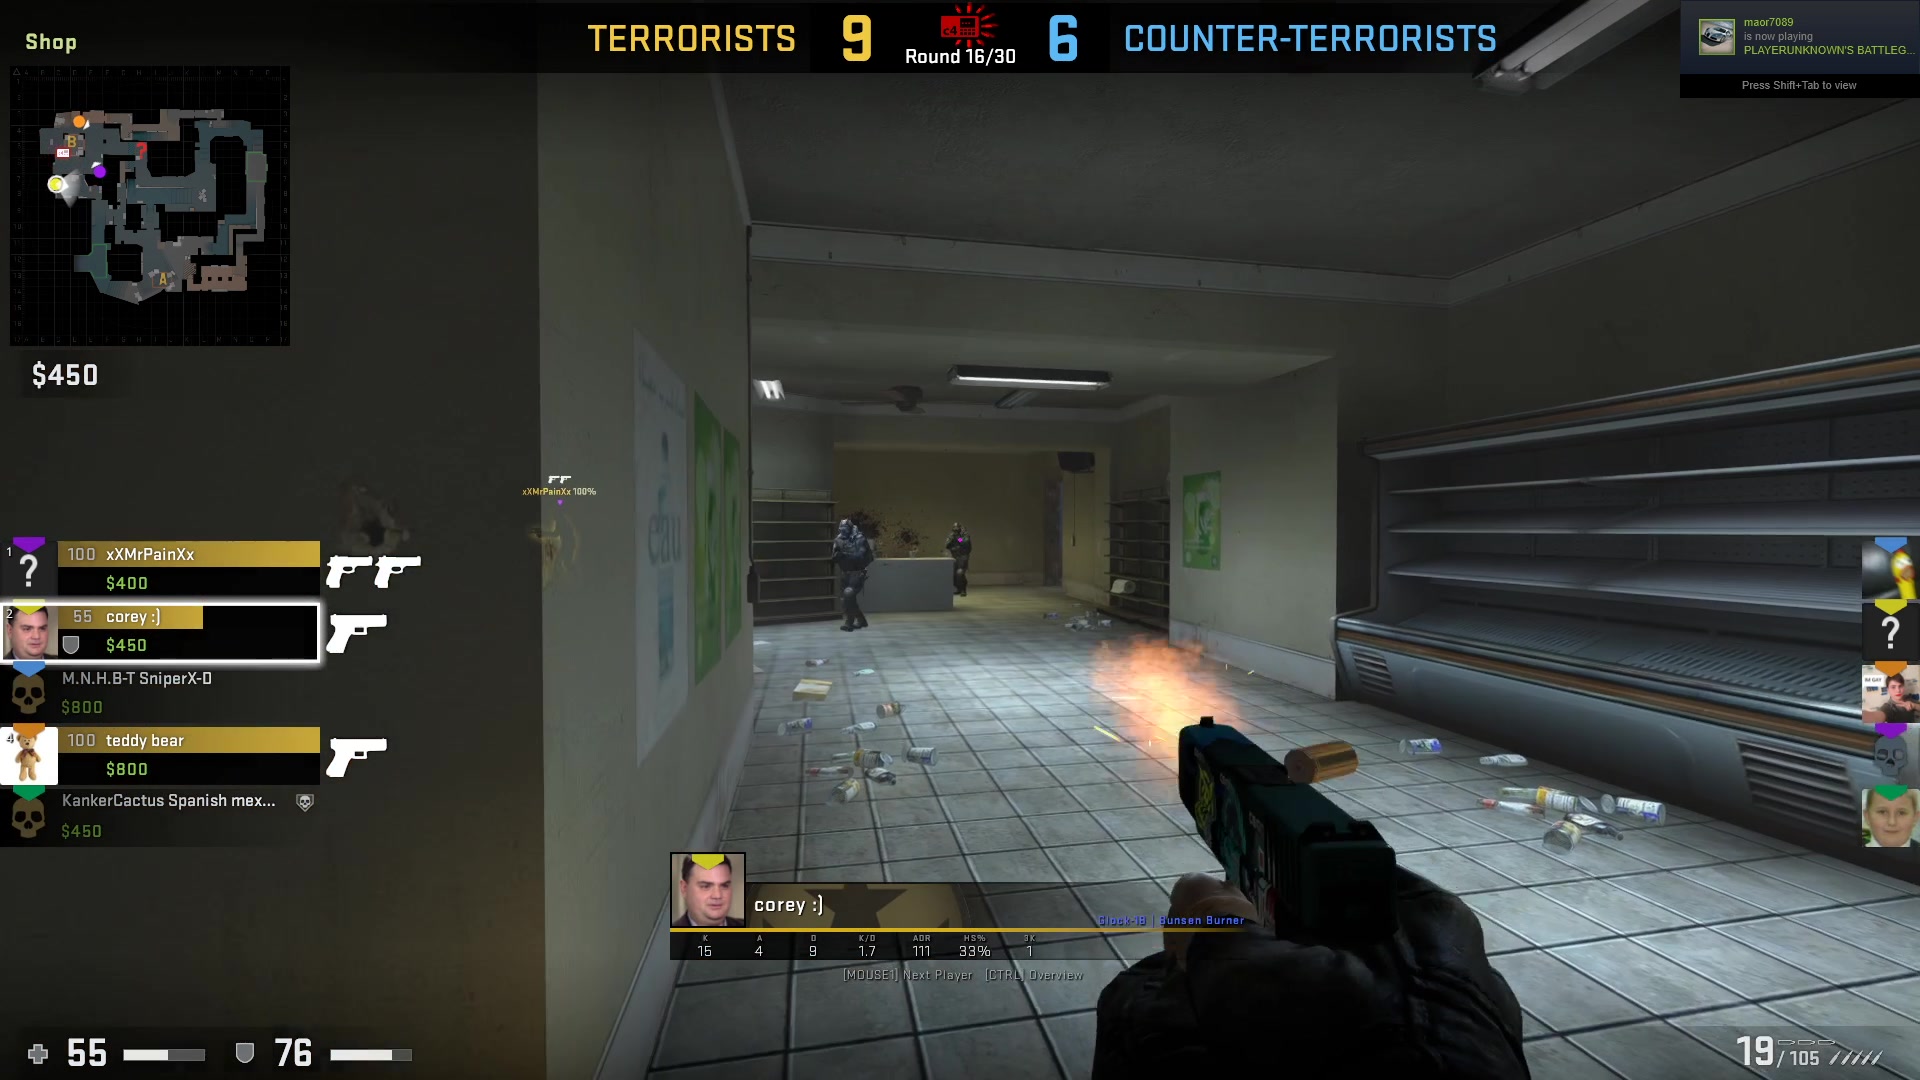 Shop
TERRORISTS 9
Round 16/30
6 COUNTER-TERRORISTS
maor7089
is now playing
PLAYERUNKNOWN'S BATTLEG...
Press Shift+Tab to view
B
?
A
$450
xXMrPainXx 100%
eau
1 ? 100 xXMrPainXx
$400
2 55 corey :)
$450
M.N.H.B-T SniperX-D
$800
4 100 teddy bear
$800
KankerCactus Spanish mex...
$450
?
corey :)
Glock-18 | Bunsen Burner
K A D K/D ADR HS% 3K
15 4 9 1.7 111 33% 1
[MOUSE1] Next Player [CTRL] Overview
55 76
19 / 105